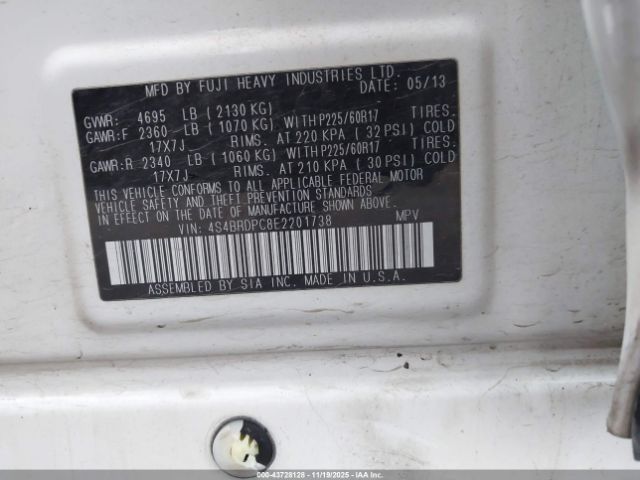 MFD BY FUJI HEAVY INDUSTRIES LTD.
DATE: 05/13
GVWR: 4695 LB (2130 KG)
GAWR:F 2360 LB (1070 KG) WITH P225/60R17 TIRES.
17X7J RIMS. AT 220 KPA (32 PSI) COLD
GAWR:R 2340 LB (1060 KG) WITH P225/60R17 TIRES.
17X7J RIMS. AT 210 KPA (30 PSI) COLD
THIS VEHICLE CONFORMS TO ALL APPLICABLE FEDERAL MOTOR
VEHICLE SAFETY AND THEFT PREVENTION STANDARDS
IN EFFECT ON THE DATE OF MANUFACTURE SHOWN ABOVE.
VIN: 4S4BRDPC8E2201738 MPV
ASSEMBLED BY SIA INC. MADE IN U.S.A.
000-43728128 - 11/19/2025 - IAAI.COM